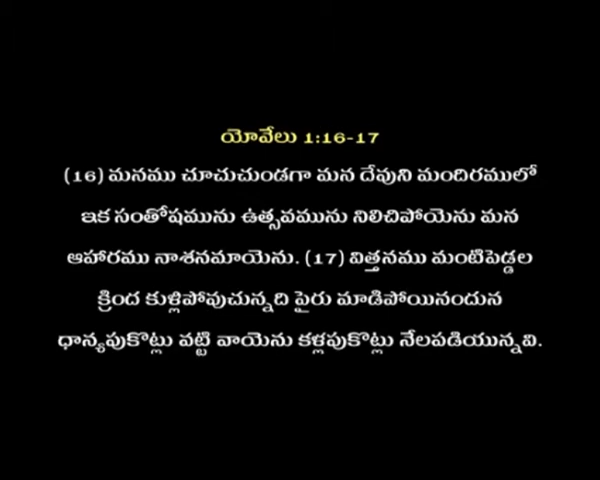 యోవేలు 1:16-17
(16) మనము చూచుచుండగా మన దేవుని మందిరములో
ఇక సంతోషమును ఉత్సవమును నిలిచిపోయెను మన
ఆహారము నాశనమాయెను. (17) విత్తనము మంటిపెడ్డల
క్రింద కుళ్లిపోవుచున్నది పైరు మాడిపోయినందున
ధాన్యపుకొట్లు వట్టి వాయెను కళ్లపుకొట్లు నేలపడియున్నవి.